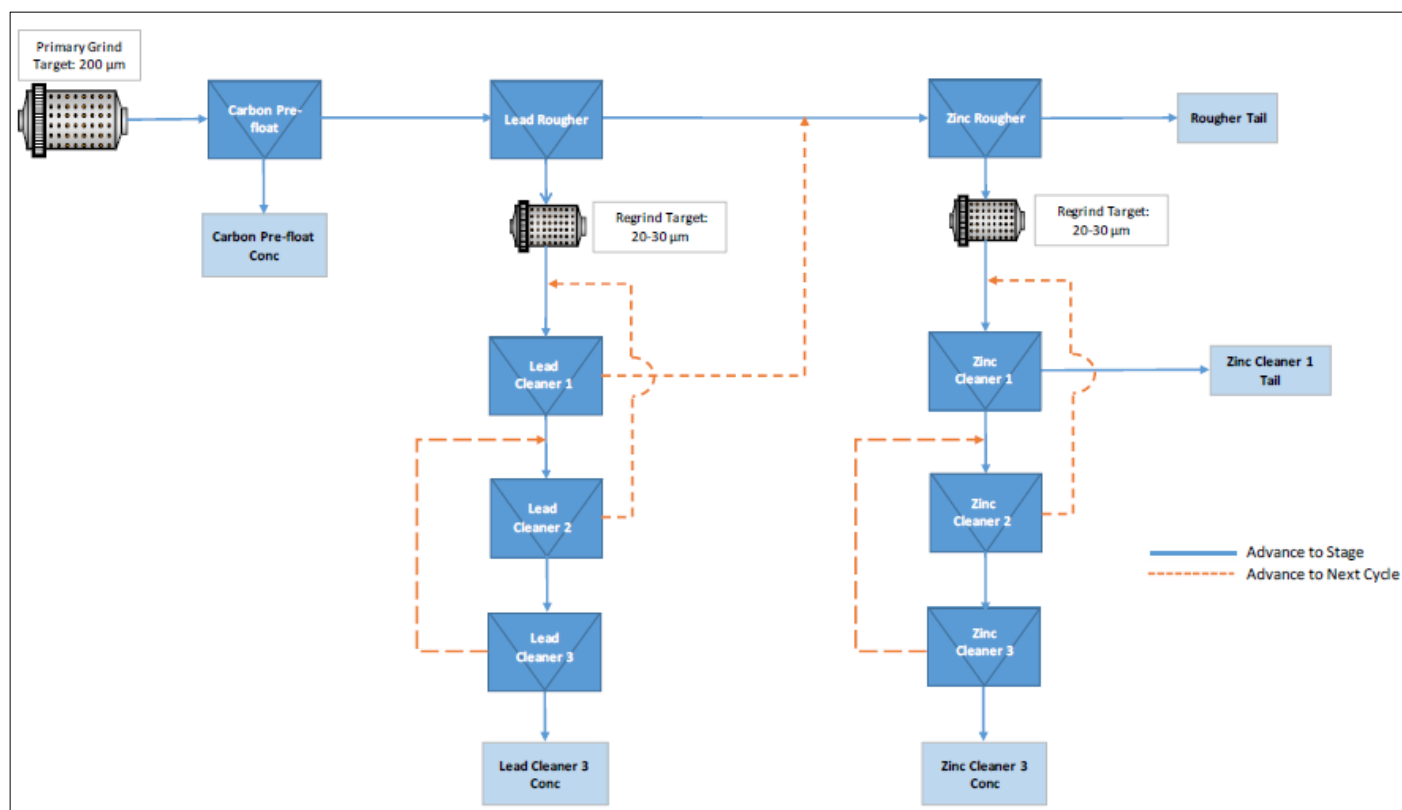 Primary Grind
Target: 200 µm
Carbon Pre-
float
Lead Rougher
Zinc Rougher
Rougher Tail
Carbon Pre-float
Conc
Regrind Target:
20-30 µm
Regrind Target:
20-30 µm
Lead
Cleaner 1
Zinc
Cleaner 1
Zinc Cleaner 1
Tail
Lead
Cleaner 2
Zinc
Cleaner 2
Advance to Stage
Advance to Next Cycle
Lead
Cleaner 3
Zinc
Cleaner 3
Lead Cleaner 3
Conc
Zinc Cleaner 3
Conc